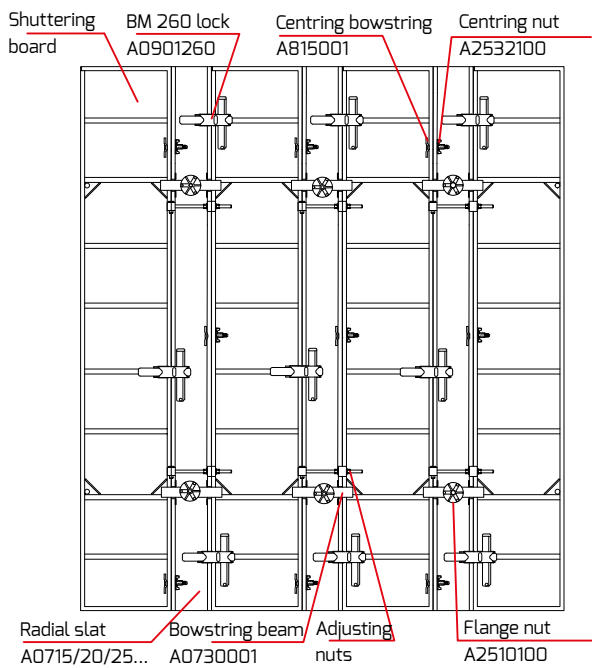 Shuttering
board
BM 260 lock
A0901260
Centring bowstring
A815001
Centring nut
A2532100
Radial slat
A0715/20/25...
Bowstring beam
A0730001
Adjusting
nuts
Flange nut
A2510100